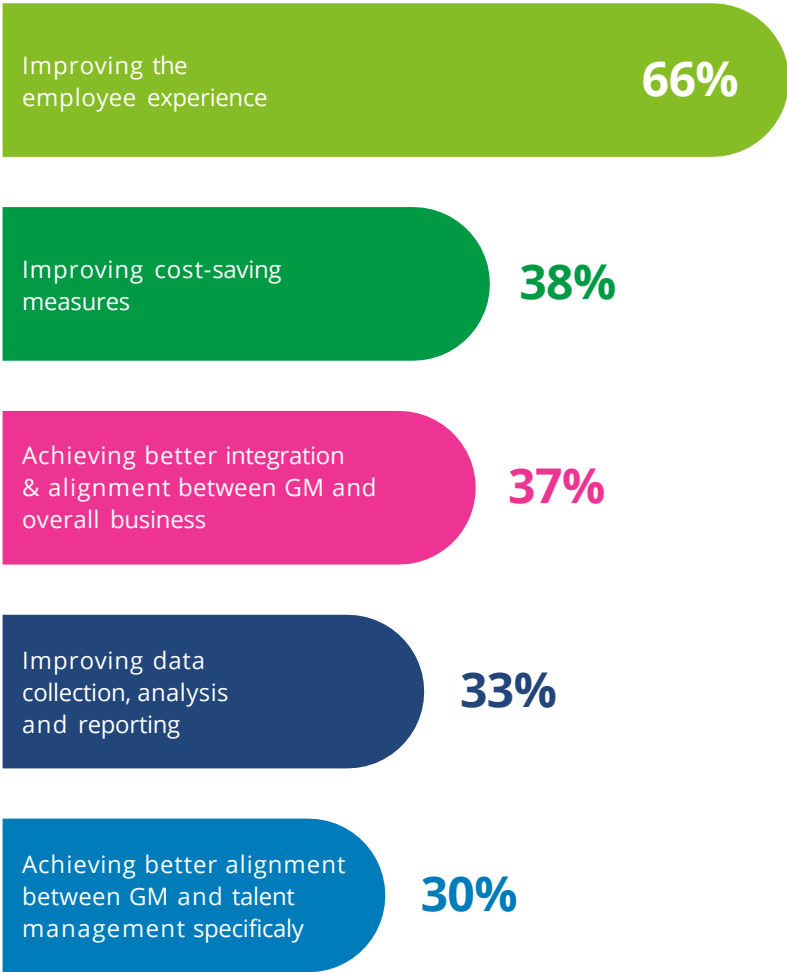 Improving the
employee experience
66%
Improving cost-saving
measures
38%
Achieving better integration
& alignment between GM and
overall business
37%
Improving data
collection, analysis
and reporting
33%
Achieving better alignment
between GM and talent
management specificaly
30%